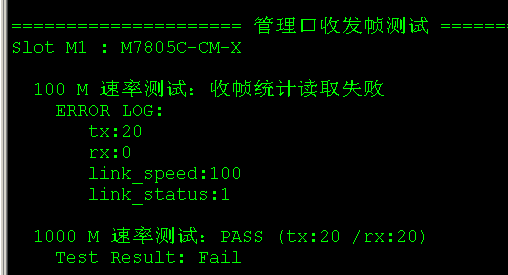 ===================== 管理口收发帧测试 =======
Slot M1 : M7805C-CM-X
100 M 速率测试: 收帧统计读取失败
ERROR LOG:
tx:20
rx:0
link_speed:100
link_status:1
1000 M 速率测试: PASS (tx:20 /rx:20)
Test Result: Fail